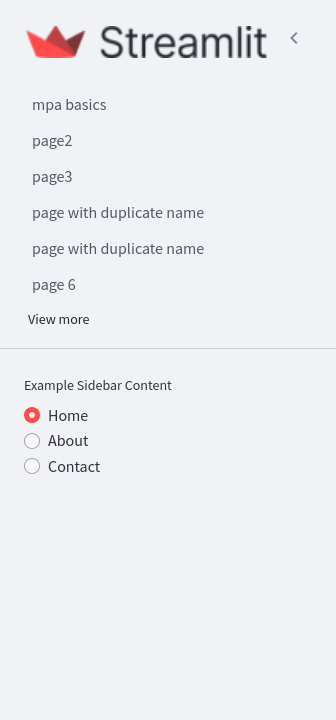 Streamlit
mpa basics
page2
page3
page with duplicate name
page with duplicate name
page 6
View more
Example Sidebar Content
Home
About
Contact